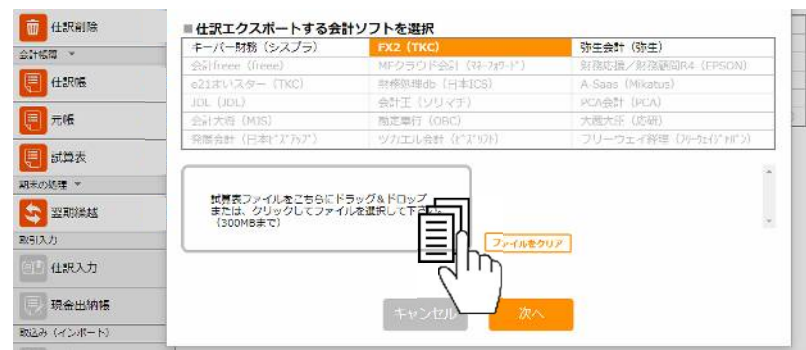 仕訳削除
会計帳簿
仕訳帳
元帳
試算表
期末の処理
翌期繰越
取引入力
仕訳入力
現金出納帳
取込み(インポート)
■仕訳エクスポートする会計ソフトを選択
キーパー財務(シスプラ) FX2(TKC) 弥生会計(弥生)
会計freee(freee) MFクラウド会計(マネーフォワード) 財務応援/財務顧問R4(EPSON)
e21まいスター(TKC) 財務処理db(日本ICS) A-Saas(Mikatus)
JDL(JDL) 会計王(ソリマチ) PCA会計(PCA)
会計大将(MJS) 勘定奉行(OBC) 大蔵大臣(応研)
発展会計(日本ビズアップ) ツカエル会計(ビズソフト) フリーウェイ経理(フリーウェイジャパン)
試算表ファイルをこちらにドラッグ&ドロップ
または、クリックしてファイルを選択して下さい。
(300MBまで)
ファイルをクリア
キャンセル 次へ